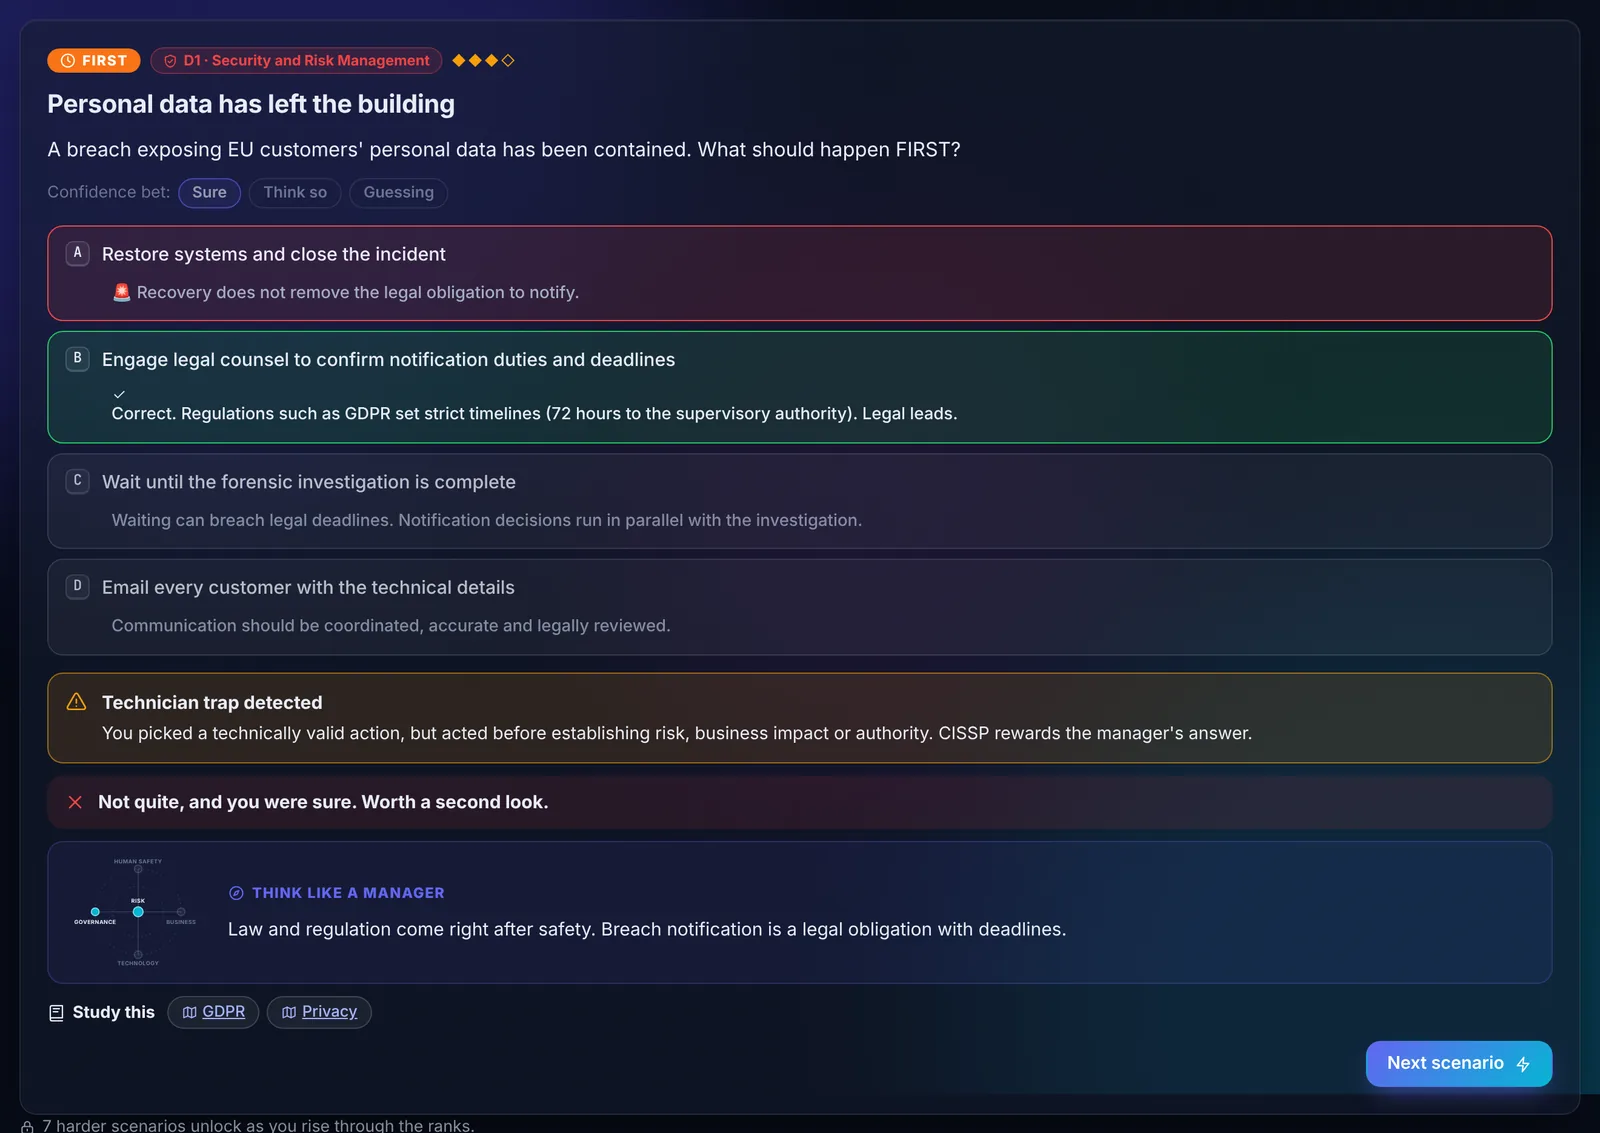 FIRST
D1 · Security and Risk Management
Personal data has left the building
A breach exposing EU customers' personal data has been contained. What should happen FIRST?
Confidence bet: Sure Think so Guessing
A Restore systems and close the incident
🚨 Recovery does not remove the legal obligation to notify.
B Engage legal counsel to confirm notification duties and deadlines
✓
Correct. Regulations such as GDPR set strict timelines (72 hours to the supervisory authority). Legal leads.
C Wait until the forensic investigation is complete
Waiting can breach legal deadlines. Notification decisions run in parallel with the investigation.
D Email every customer with the technical details
Communication should be coordinated, accurate and legally reviewed.
Technician trap detected
You picked a technically valid action, but acted before establishing risk, business impact or authority. CISSP rewards the manager's answer.
Not quite, and you were sure. Worth a second look.
HUMAN SAFETY
RISK
GOVERNANCE
BUSINESS
TECHNOLOGY
THINK LIKE A MANAGER
Law and regulation come right after safety. Breach notification is a legal obligation with deadlines.
Study this GDPR Privacy
Next scenario
7 harder scenarios unlock as you rise through the ranks.